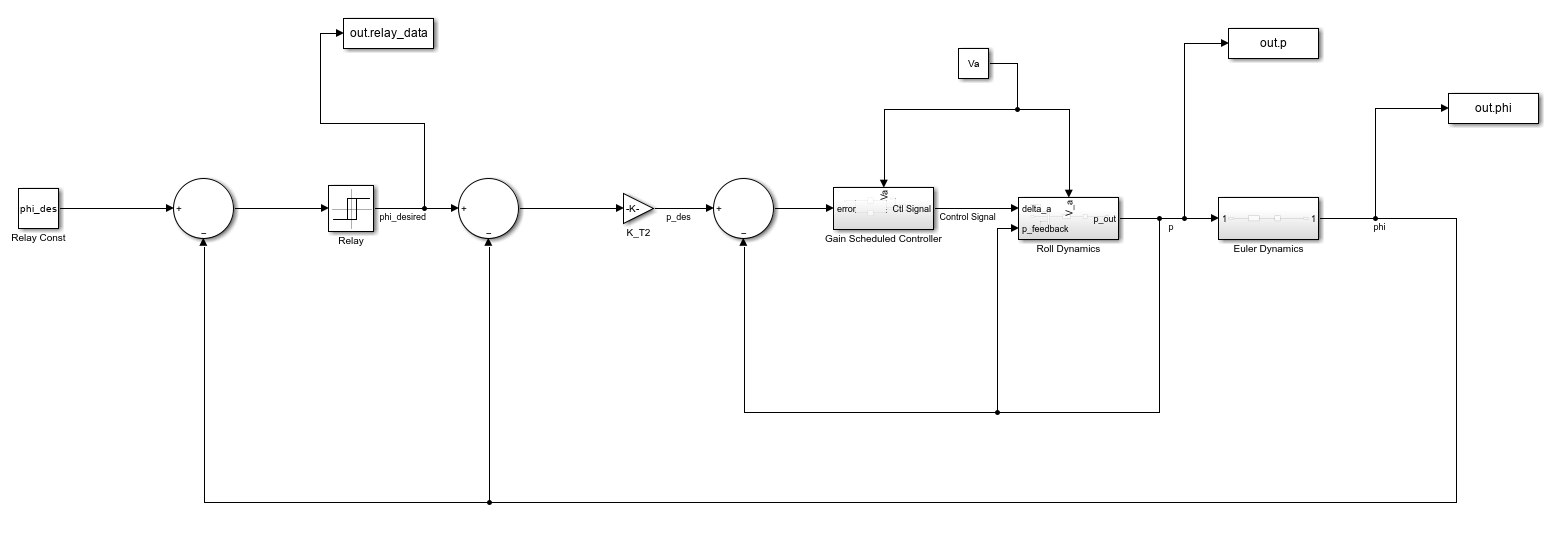 out.relay_data
out.p
Va
out.phi
phi_des
Relay Const
+
−
Relay
phi_desired
+
−
-K-
K_T2
p_des
+
−
error
Va
Ctl Signal
Gain Scheduled Controller
Control Signal
delta_a
p_feedback
V_a
p_out
Roll Dynamics
p
1
1
Euler Dynamics
phi